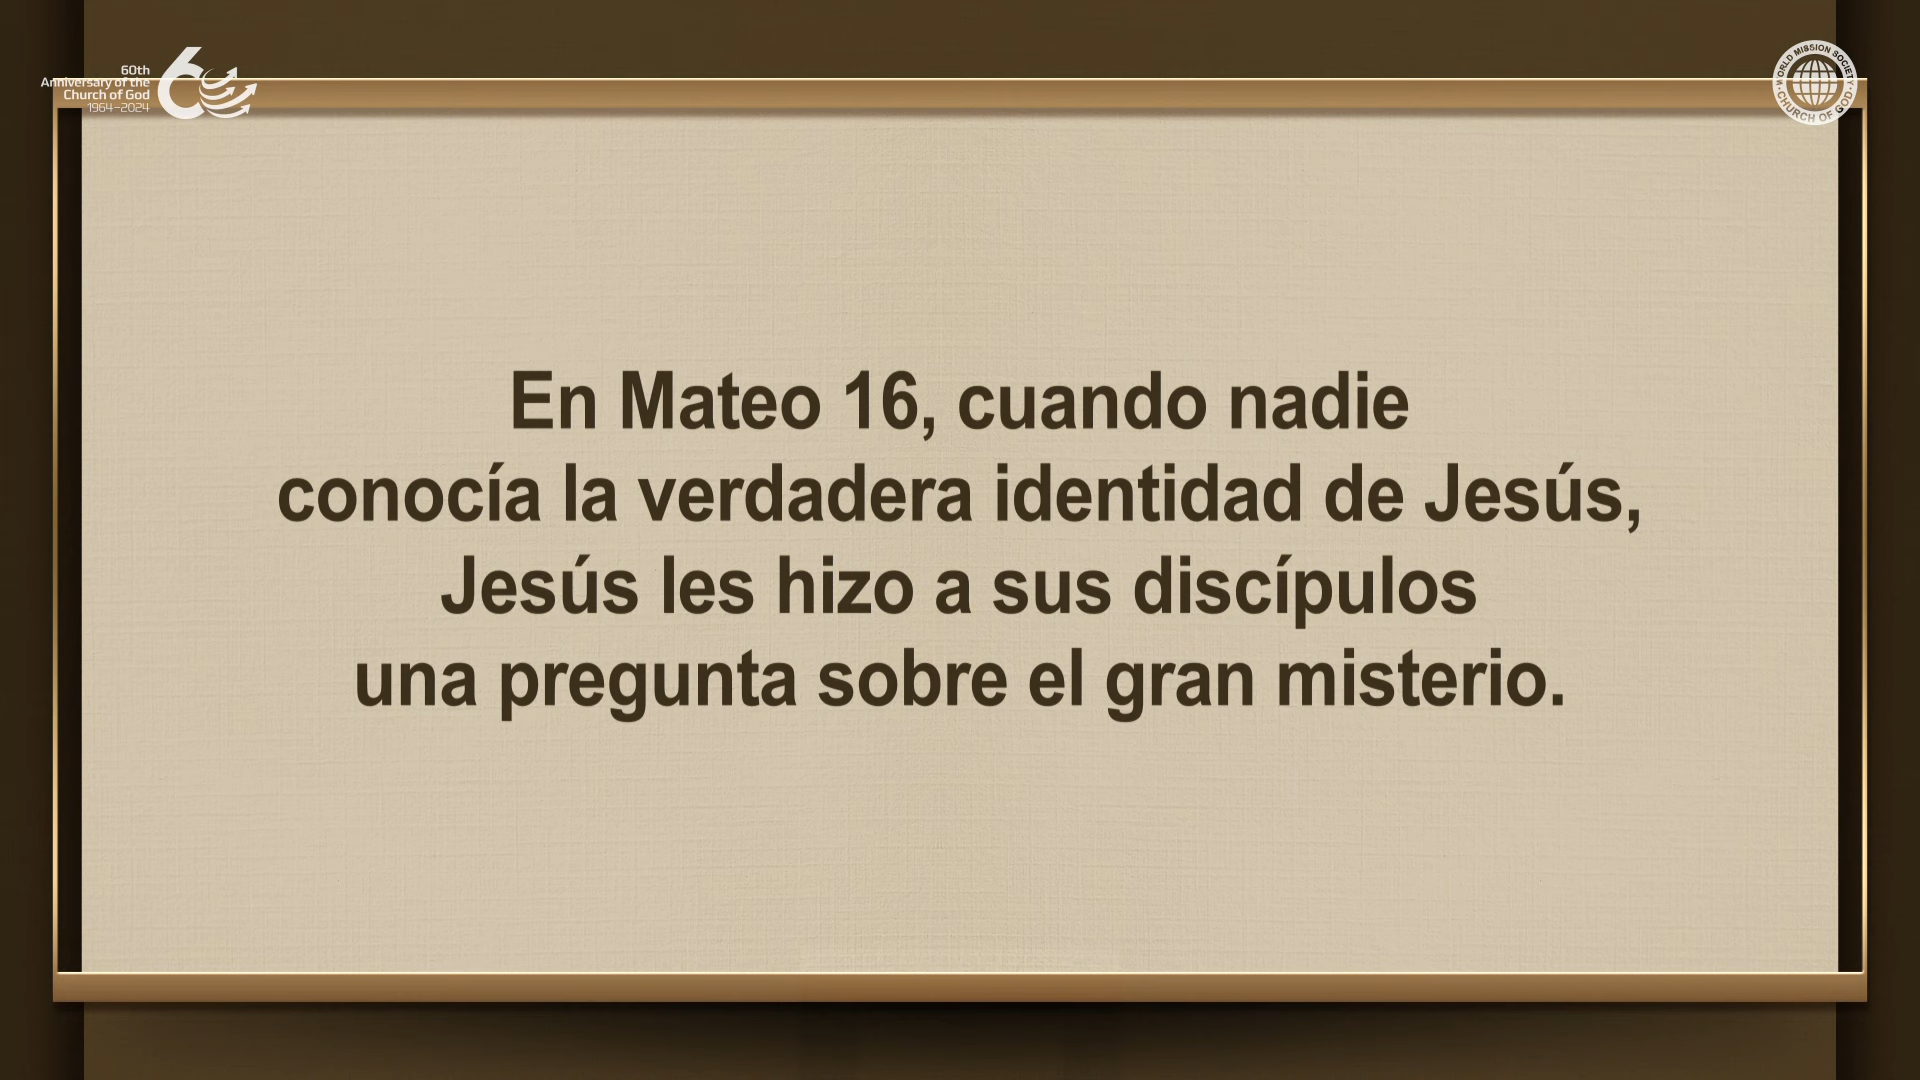 60th
Anniversary of the
Church of God
1964–2024
60
WORLD MISSION SOCIETY
CHURCH OF GOD
En Mateo 16, cuando nadie
conocía la verdadera identidad de Jesús,
Jesús les hizo a sus discípulos
una pregunta sobre el gran misterio.